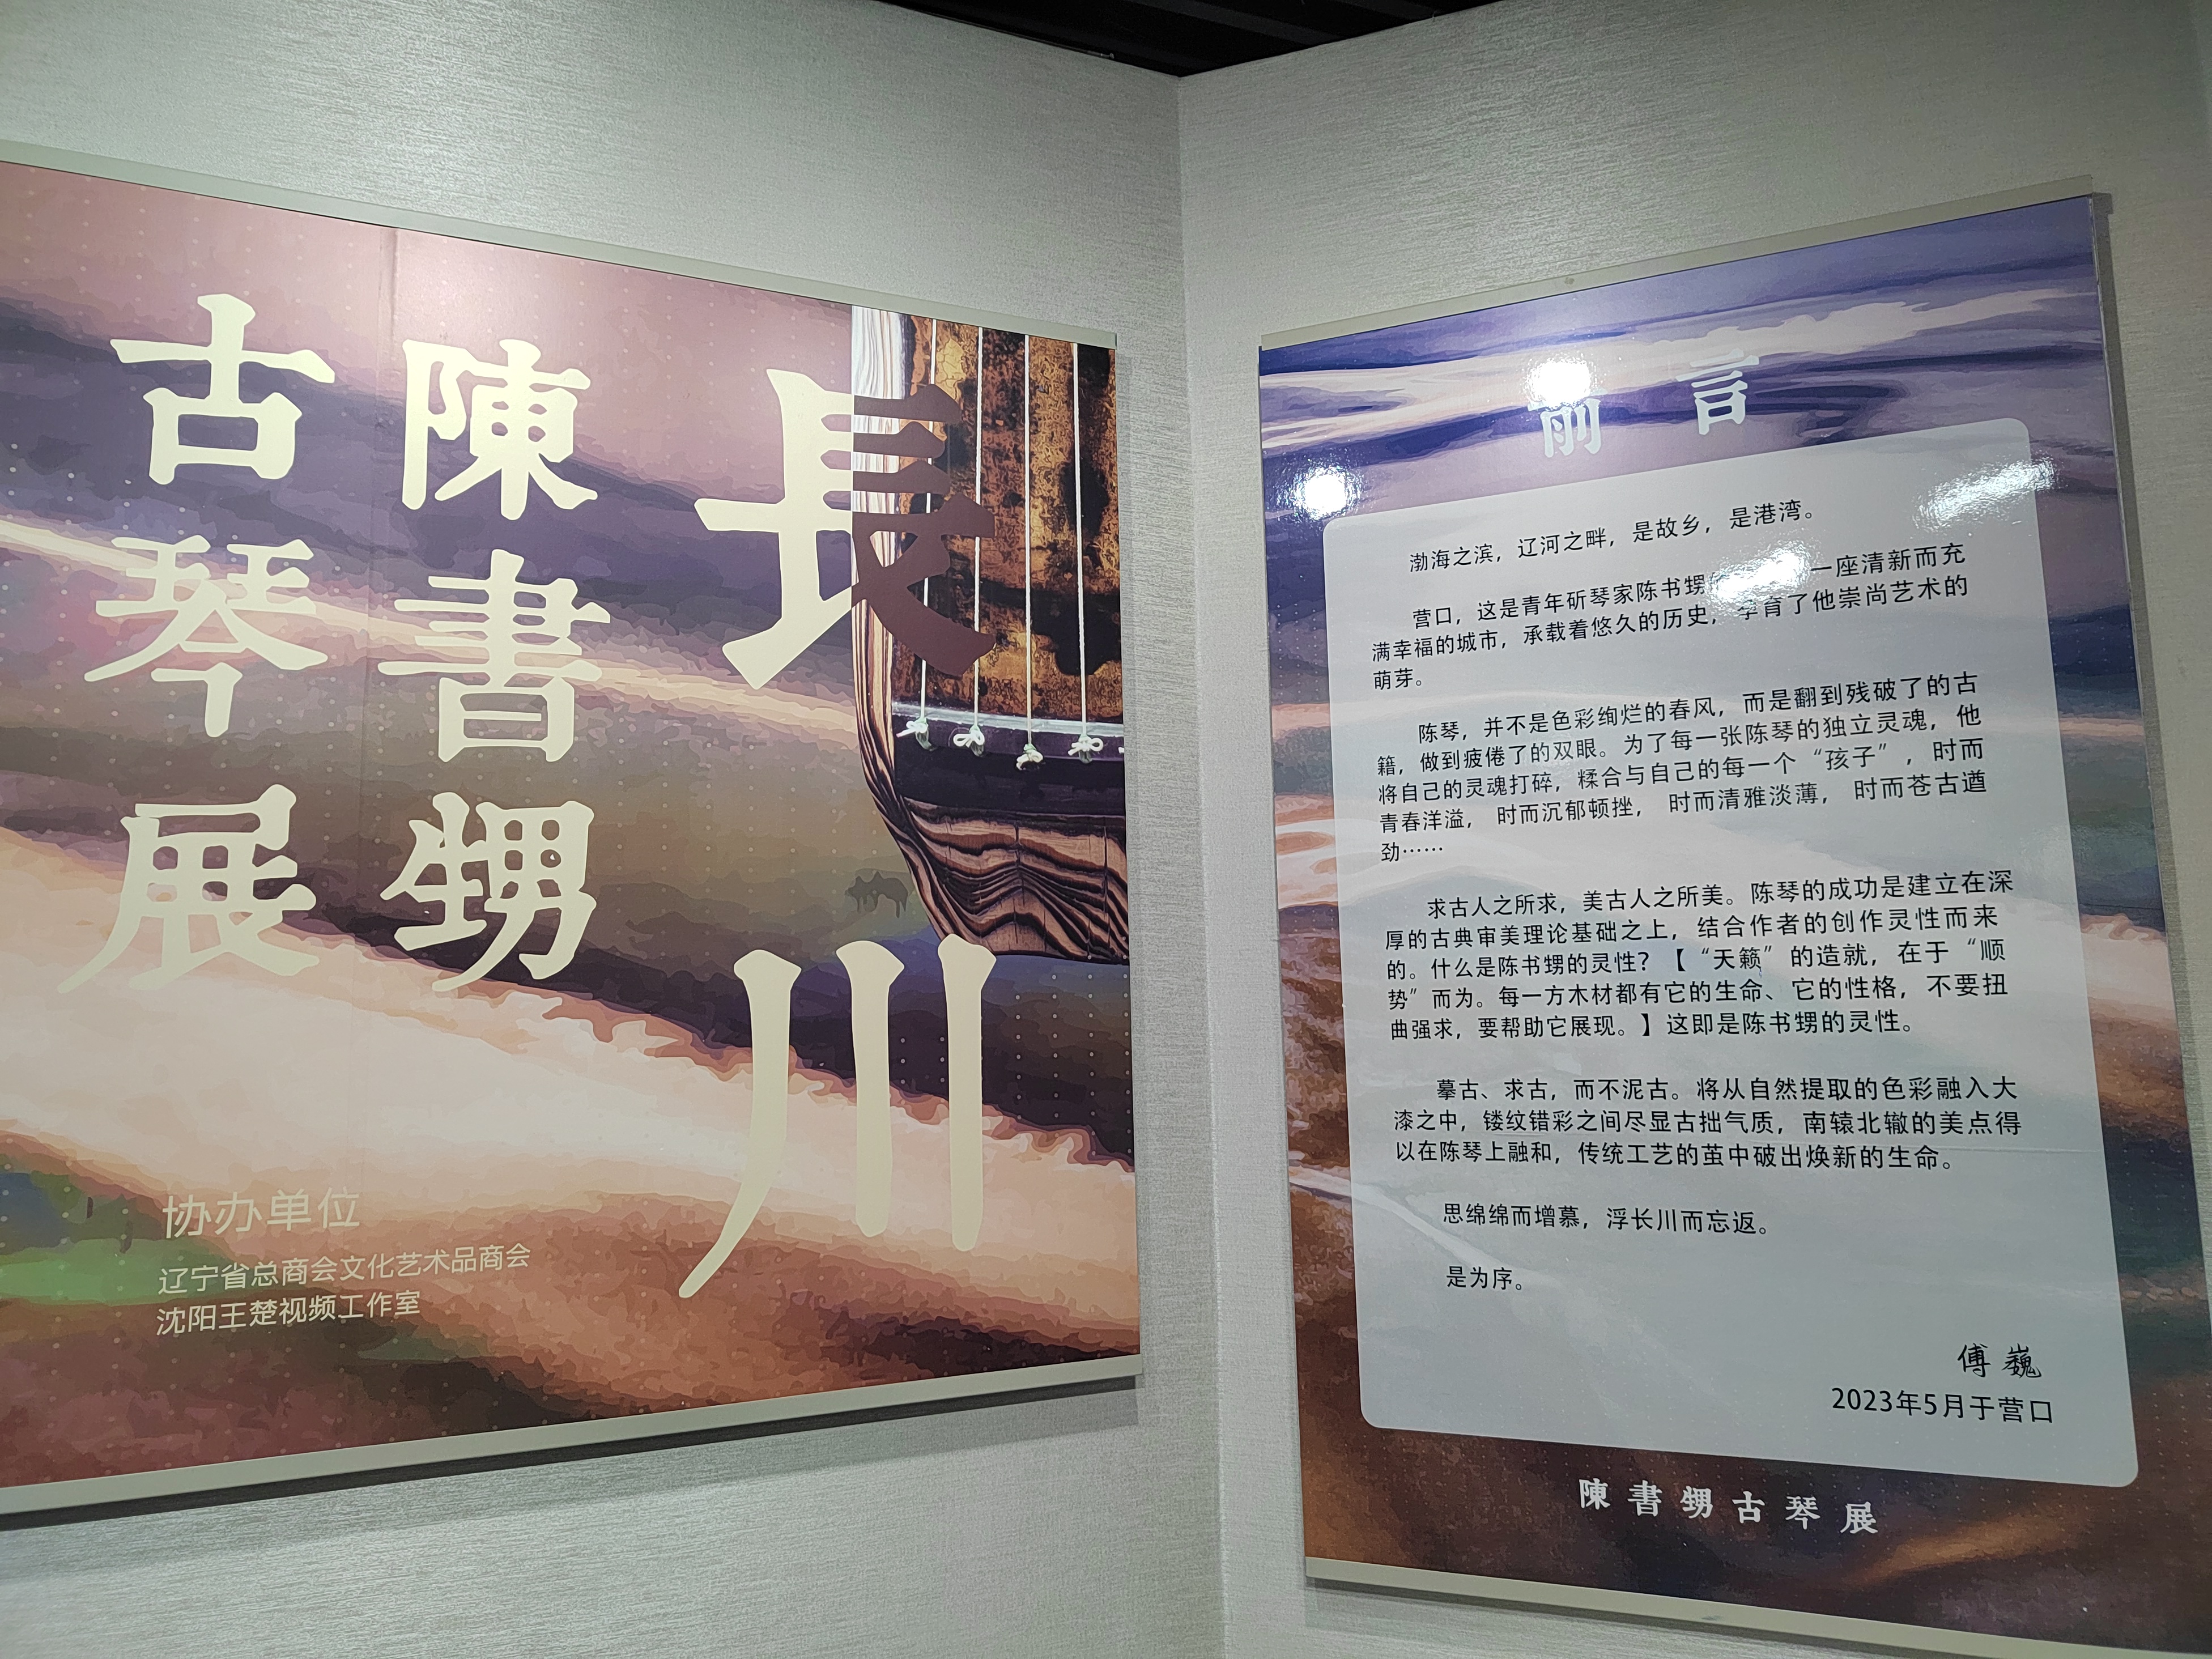 長川
陳書甥
古琴展
协办单位
辽宁省总商会文化艺术品商会
沈阳王楚视频工作室
前言
渤海之滨，辽河之畔，是故乡，是港湾。
营口，这是青年斫琴家陈书甥 一座清新而充
满幸福的城市，承载着悠久的历史，孕育了他崇尚艺术的
萌芽。
陈琴，并不是色彩绚烂的春风，而是翻到残破了的古
籍，做到疲倦了的双眼。为了每一张陈琴的独立灵魂，他
将自己的灵魂打碎，糅合与自己的每一个“孩子”，时而
青春洋溢， 时而沉郁顿挫， 时而清雅淡薄， 时而苍古遒
劲……
求古人之所求，美古人之所美。陈琴的成功是建立在深
厚的古典审美理论基础之上，结合作者的创作灵性而来
的。什么是陈书甥的灵性？【“天籁”的造就，在于“顺
势”而为。每一方木材都有它的生命、它的性格，不要扭
曲强求，要帮助它展现。】这即是陈书甥的灵性。
摹古、求古，而不泥古。将从自然提取的色彩融入大
漆之中，镂纹错彩之间尽显古拙气质，南辕北辙的美点得
以在陈琴上融和，传统工艺的茧中破出焕新的生命。
思绵绵而增慕，浮长川而忘返。
是为序。
傅巍
2023年5月于营口
陳書甥古琴展